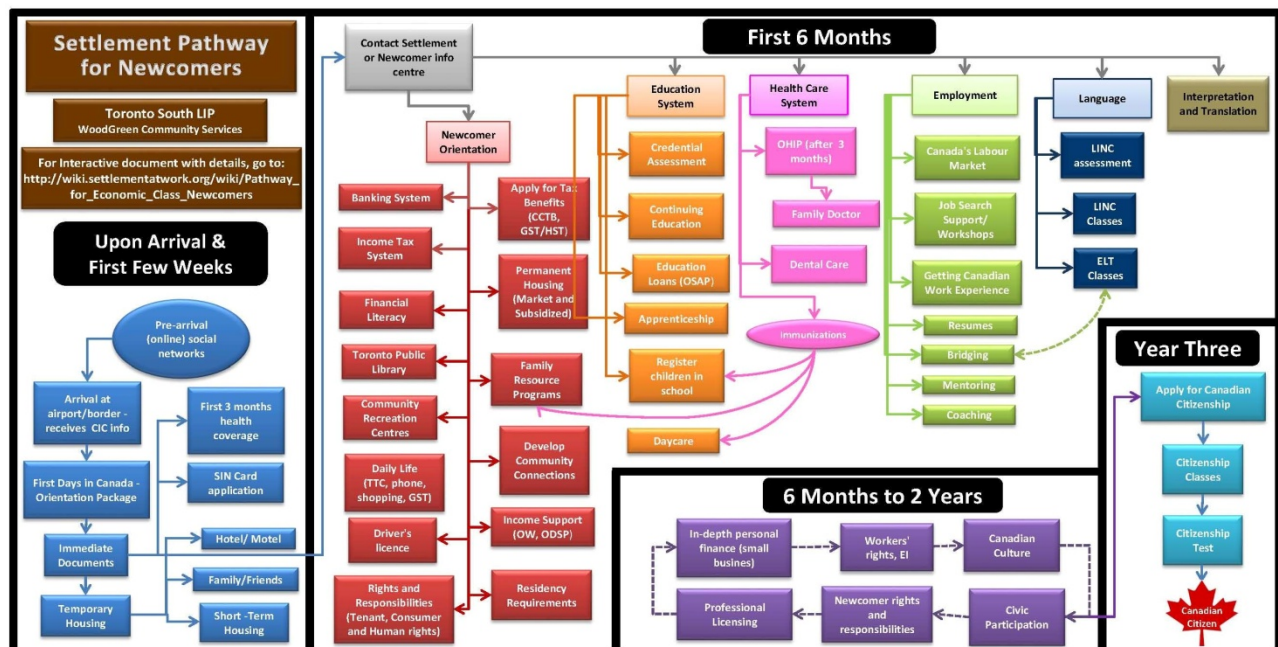 Settlement Pathway
for Newcomers
Toronto South LIP
WoodGreen Community Services
For Interactive document with details, go to:
http://wiki.settlementatwork.org/wiki/Pathway_
for_Economic_Class_Newcomers
Upon Arrival &
First Few Weeks
Pre-arrival
(online) social
networks
Arrival at
airport/border -
receives CIC info
First Days in Canada -
Orientation Package
Immediate
Documents
Temporary
Housing
First 3 months
health
coverage
SIN Card
application
Hotel/ Motel
Family/Friends
Short -Term
Housing
First 6 Months
Contact Settlement
or Newcomer info
centre
Newcomer
Orientation
Banking System
Income Tax
System
Financial
Literacy
Toronto Public
Library
Community
Recreation
Centres
Daily Life
(TTC, phone,
shopping, GST)
Driver's
licence
Rights and
Responsibilities
(Tenant, Consumer
and Human rights)
Apply for Tax
Benefits
(CCTB,
GST/HST)
Permanent
Housing
(Market and
Subsidized)
Family
Resource
Programs
Develop
Community
Connections
Income Support
(OW, ODSP)
Residency
Requirements
Education
System
Credential
Assessment
Continuing
Education
Education
Loans (OSAP)
Apprenticeship
Register
children in
school
Daycare
Health Care
System
OHIP (after 3
months)
Family Doctor
Dental Care
Immunizations
Employment
Canada's Labour
Market
Job Search
Support/
Workshops
Getting Canadian
Work Experience
Resumes
Bridging
Mentoring
Coaching
Language
LINC
assessment
LINC
Classes
ELT
Classes
Interpretation
and Translation
6 Months to 2 Years
In-depth personal
finance (small
busines)
Workers'
rights, EI
Canadian
Culture
Professional
Licensing
Newcomer rights
and
responsibilities
Civic
Participation
Year Three
Apply for Canadian
Citizenship
Citizenship
Classes
Citizenship
Test
Canadian
Citizen